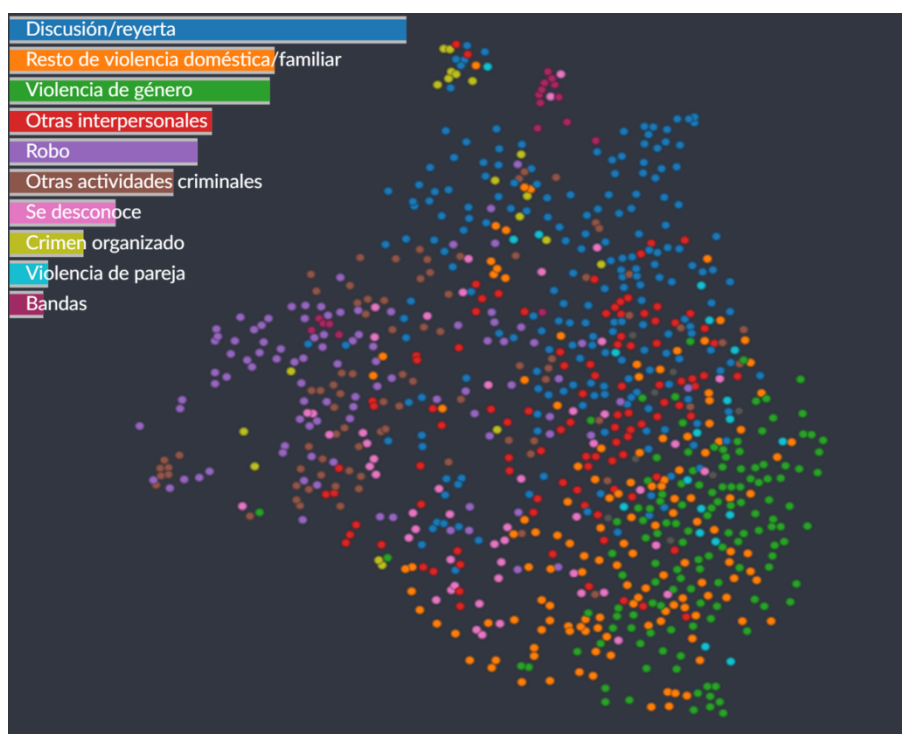 Discusión/reyerta
Resto de violencia doméstica/familiar
Violencia de género
Otras interpersonales
Robo
Otras actividades criminales
Se desconoce
Crimen organizado
Violencia de pareja
Bandas